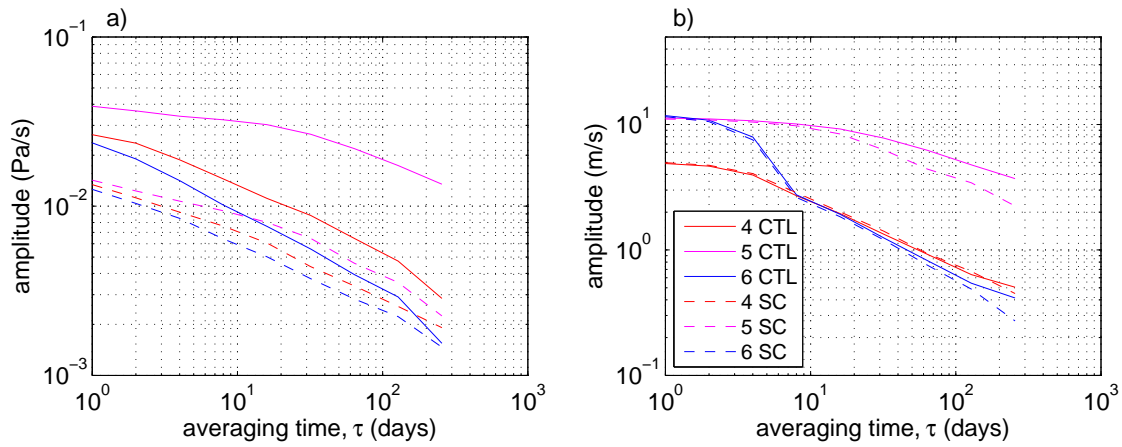 a)
b)
10^-1
10^-2
10^-3
10^0
10^1
10^2
10^3
amplitude (Pa/s)
averaging time, τ (days)
10^1
10^0
10^-1
10^0
10^1
10^2
10^3
amplitude (m/s)
averaging time, τ (days)
4 CTL
5 CTL
6 CTL
4 SC
5 SC
6 SC